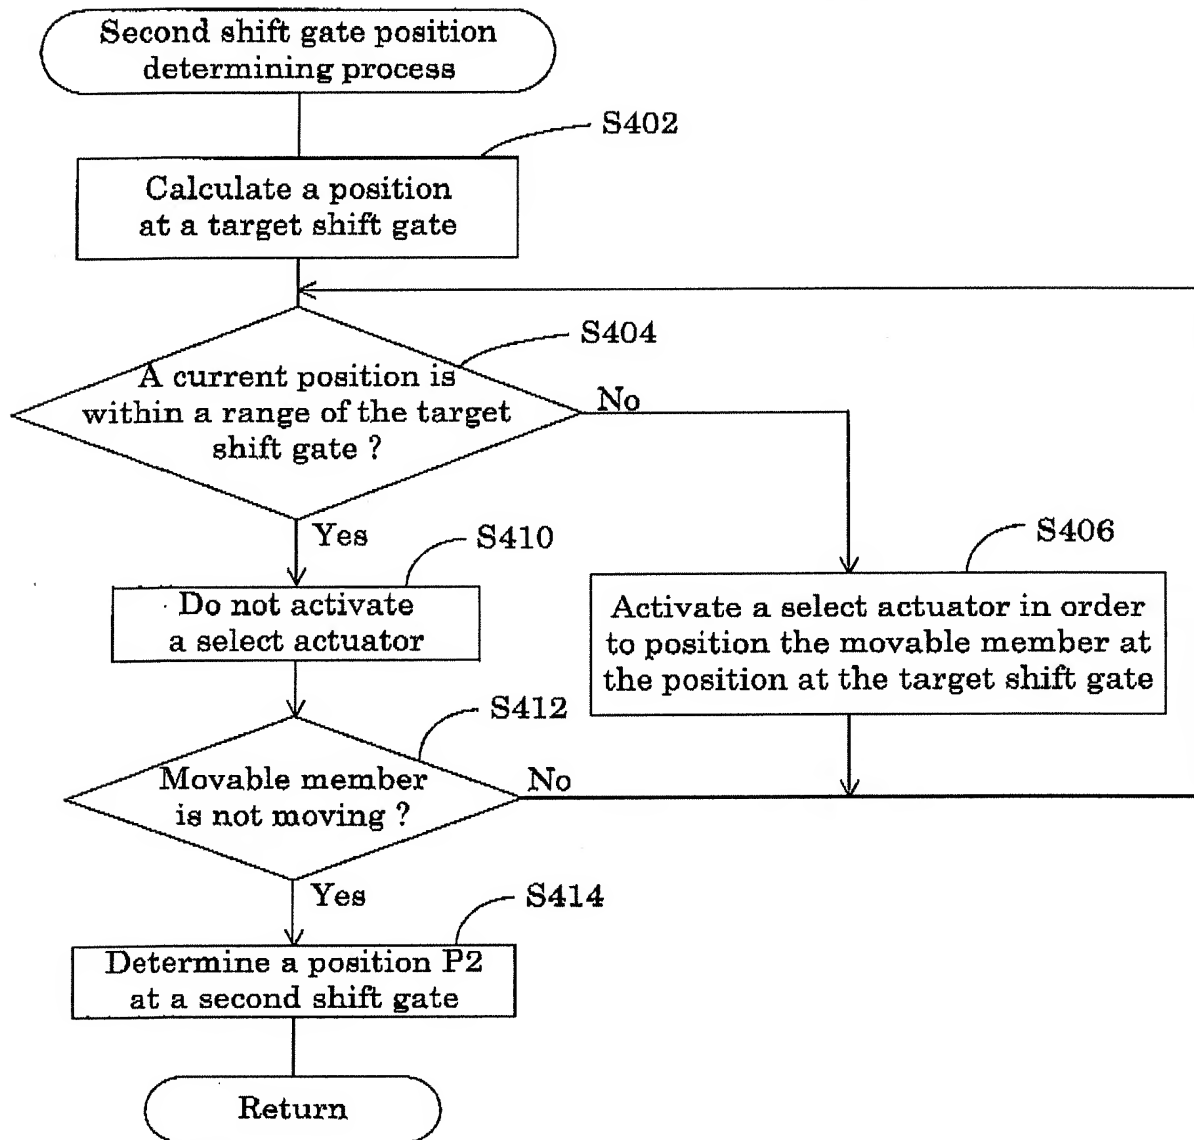 Second shift gate position
determining process
S402
Calculate a position
at a target shift gate
S404
A current position is
within a range of the target
shift gate ?
No
Yes
S410
S406
Do not activate
a select actuator
Activate a select actuator in order
to position the movable member at
the position at the target shift gate
S412
Movable member
is not moving ?
No
Yes
S414
Determine a position P2
at a second shift gate
Return